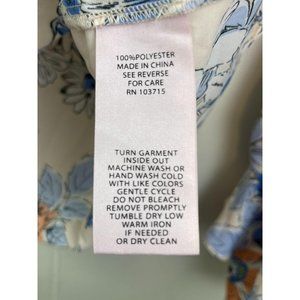 100%POLYESTER
MADE IN CHINA
SEE REVERSE
FOR CARE
RN 103715
TURN GARMENT
INSIDE OUT
MACHINE WASH OR
HAND WASH COLD
WITH LIKE COLORS
GENTLE CYCLE
DO NOT BLEACH
REMOVE PROMPTLY
TUMBLE DRY LOW
WARM IRON
IF NEEDED
OR DRY CLEAN